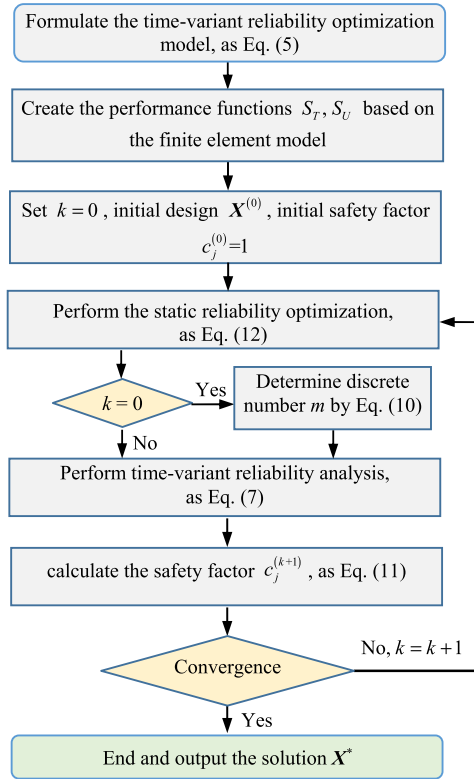 Formulate the time-variant reliability optimization
model, as Eq. (5)
Create the performance functions S_T, S_U based on
the finite element model
Set k = 0, initial design X^(0), initial safety factor
c_j^(0)=1
Perform the static reliability optimization,
as Eq. (12)
k = 0
Yes
Determine discrete
number m by Eq. (10)
No
Perform time-variant reliability analysis,
as Eq. (7)
calculate the safety factor c_j^(k+1), as Eq. (11)
Convergence
No, k = k+1
Yes
End and output the solution X*